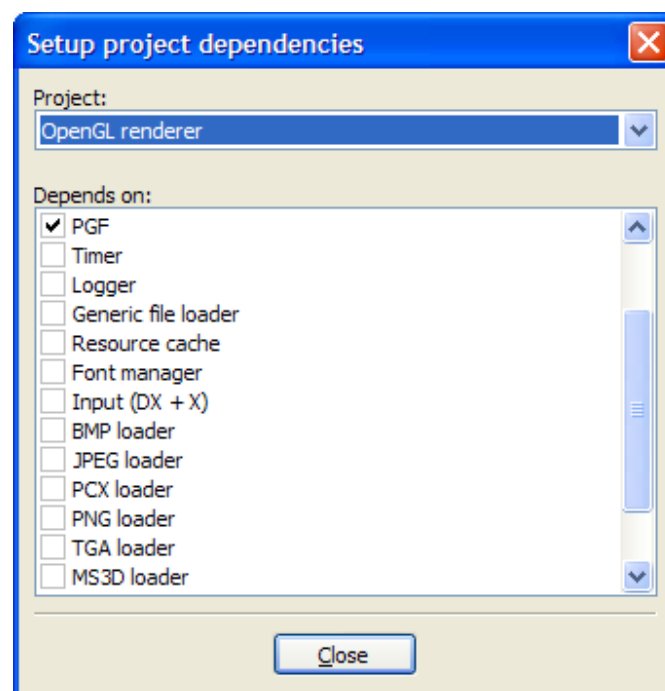 Setup project dependencies
Project:
OpenGL renderer
Depends on:
PGF
Timer
Logger
Generic file loader
Resource cache
Font manager
Input (DX + X)
BMP loader
JPEG loader
PCX loader
PNG loader
TGA loader
MS3D loader
Close